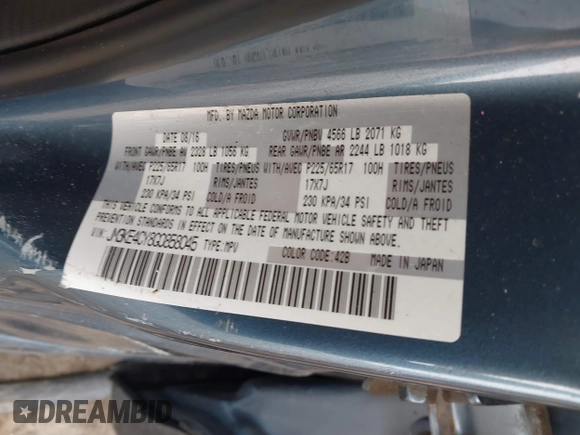 MFD. BY MAZDA MOTOR CORPORATION
DATE 08/16 GVWR/PNBV 4566 LB 2071 KG
FRONT GAWR/PNBE AV 2328 LB 1056 KG REAR GAWR/PNBE AR 2244 LB 1018 KG
WITH/AVEC P225/65R17 100H TIRES/PNEUS WITH/AVEC P225/65R17 100H TIRES/PNEUS
17X7J RIMS/JANTES 17X7J RIMS/JANTES
230 KPA/34 PSI COLD/A FROID 230 KPA/34 PSI COLD/A FROID
THIS VEHICLE CONFORMS TO ALL APPLICABLE FEDERAL MOTOR VEHICLE SAFETY AND THEFT
PREVENTION STANDARDS IN EFFECT ON THE DATE OF MANUFACTURE SHOWN ABOVE.
VIN: JM3KE4CY6G0858045 TYPE:MPV COLOR CODE:42B MADE IN JAPAN
DREAMBID